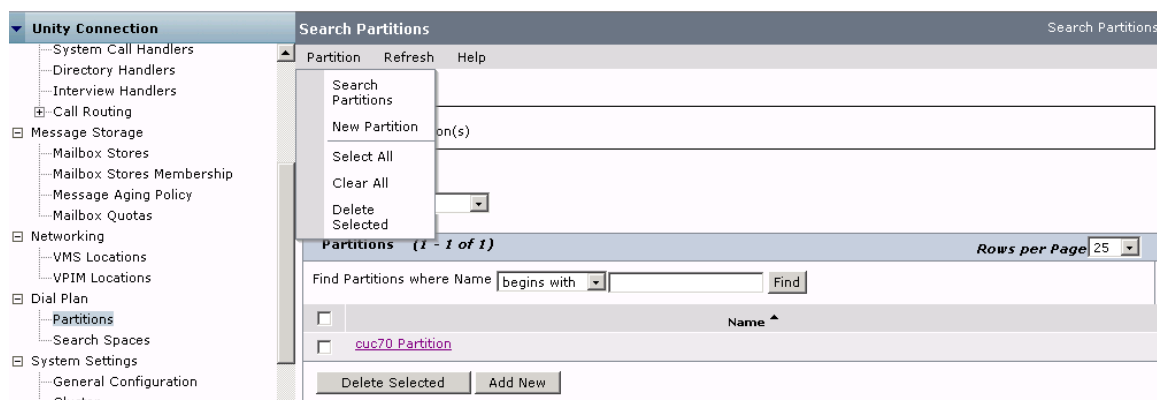 Unity Connection
System Call Handlers
Directory Handlers
Interview Handlers
Call Routing
Message Storage
Mailbox Stores
Mailbox Stores Membership
Message Aging Policy
Mailbox Quotas
Networking
VMS Locations
VPIM Locations
Dial Plan
Partitions
Search Spaces
System Settings
General Configuration
Search Partitions
Search Partitions
Partition Refresh Help
Search
Partitions
New Partition
on(s)
Select All
Clear All
Delete
Selected
Partitions (1 - 1 of 1)
Rows per Page 25
Find Partitions where Name begins with Find
Name
cuc70 Partition
Delete Selected Add New